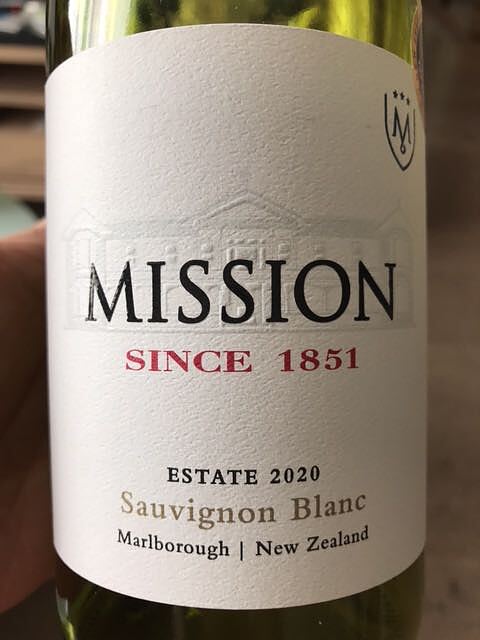 M
MISSION
SINCE 1851
ESTATE 2020
Sauvignon Blanc
Marlborough | New Zealand